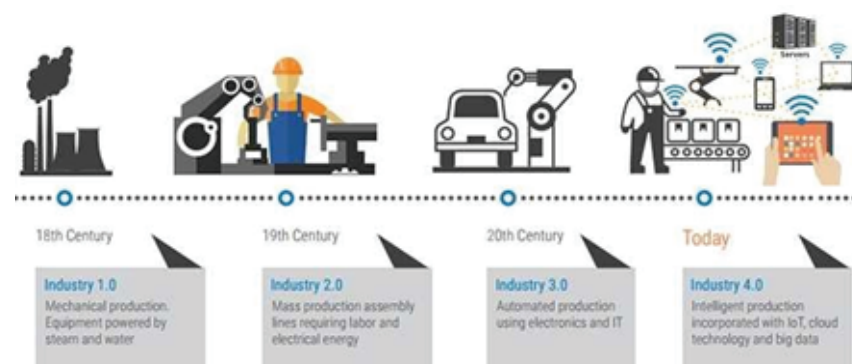 Servers
18th Century
19th Century
20th Century
Today
Industry 1.0
Mechanical production.
Equipment powered by
steam and water
Industry 2.0
Mass production assembly
lines requiring labor and
electrical energy
Industry 3.0
Automated production
using electronics and IT
Industry 4.0
Intelligent production
incorporated with IoT, cloud
technology and big data